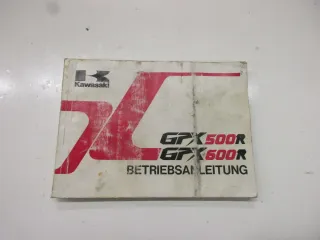 Kawasaki
GPX500R
GPX600R
BETRIEBSANLEITUNG